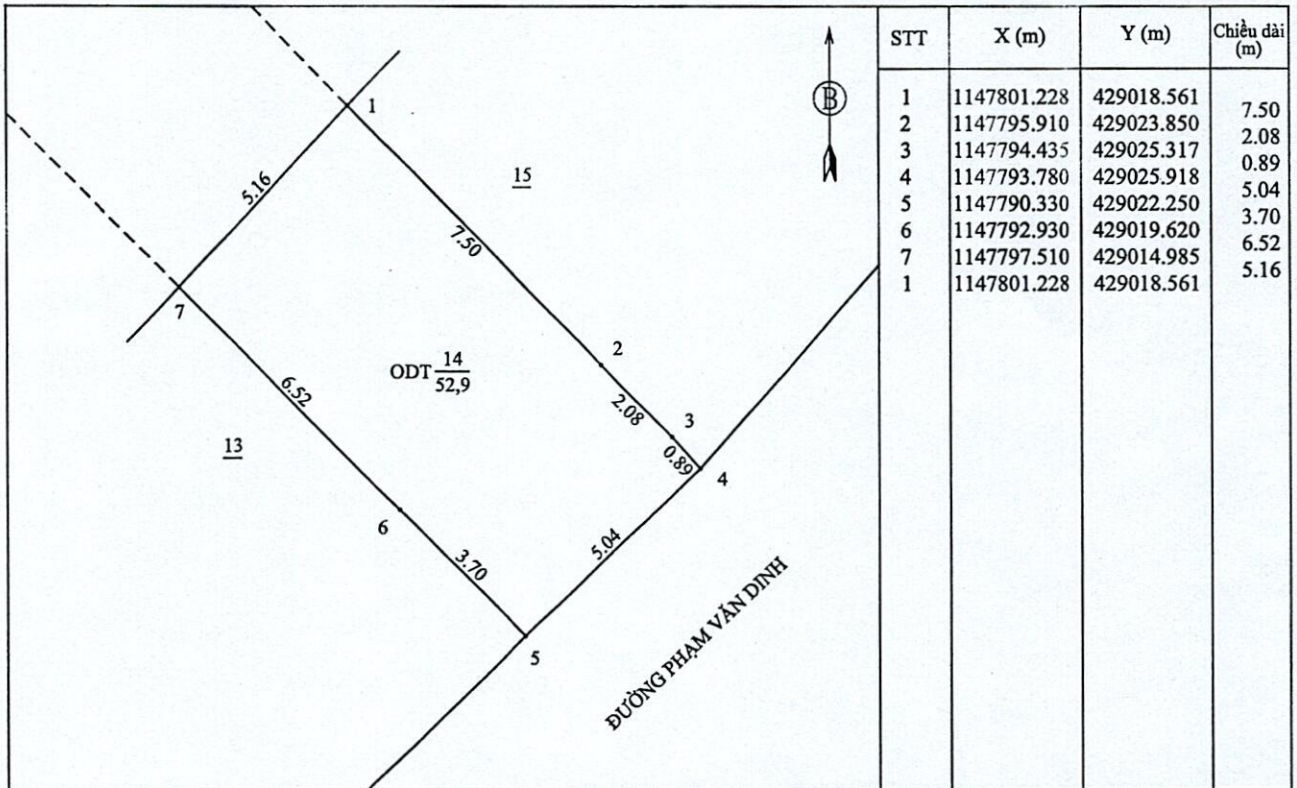 1
5.16
15
7.50
7
2
ODT 14
52,9
6.52
2.08
3
13
0.89
4
6
5.04
3.70
5
ĐƯỜNG PHẠM VĂN DINH
B
STT X (m) Y (m) Chiều dài (m)
1 1147801.228 429018.561
7.50
2 1147795.910 429023.850
2.08
3 1147794.435 429025.317
0.89
4 1147793.780 429025.918
5.04
5 1147790.330 429022.250
3.70
6 1147792.930 429019.620
6.52
7 1147797.510 429014.985
5.16
1 1147801.228 429018.561